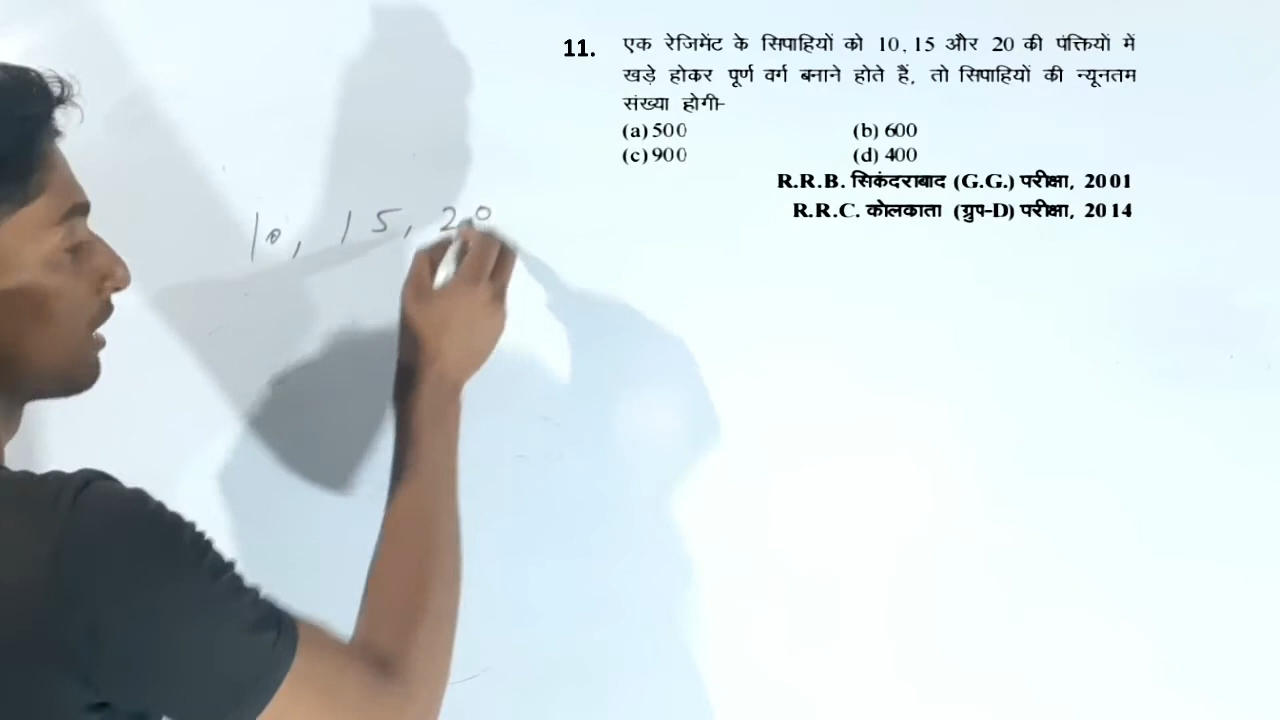 11. एक रेजिमेंट के सिपाहियों को 10, 15 और 20 की पंक्तियों में
खड़े होकर पूर्ण वर्ग बनाने होते हैं, तो सिपाहियों की न्यूनतम
संख्या होगी-
(a) 500 (b) 600
(c) 900 (d) 400
R.R.B. सिकंदराबाद (G.G.) परीक्षा, 2001
R.R.C. कोलकाता (ग्रुप-D) परीक्षा, 2014
10, 15, 20